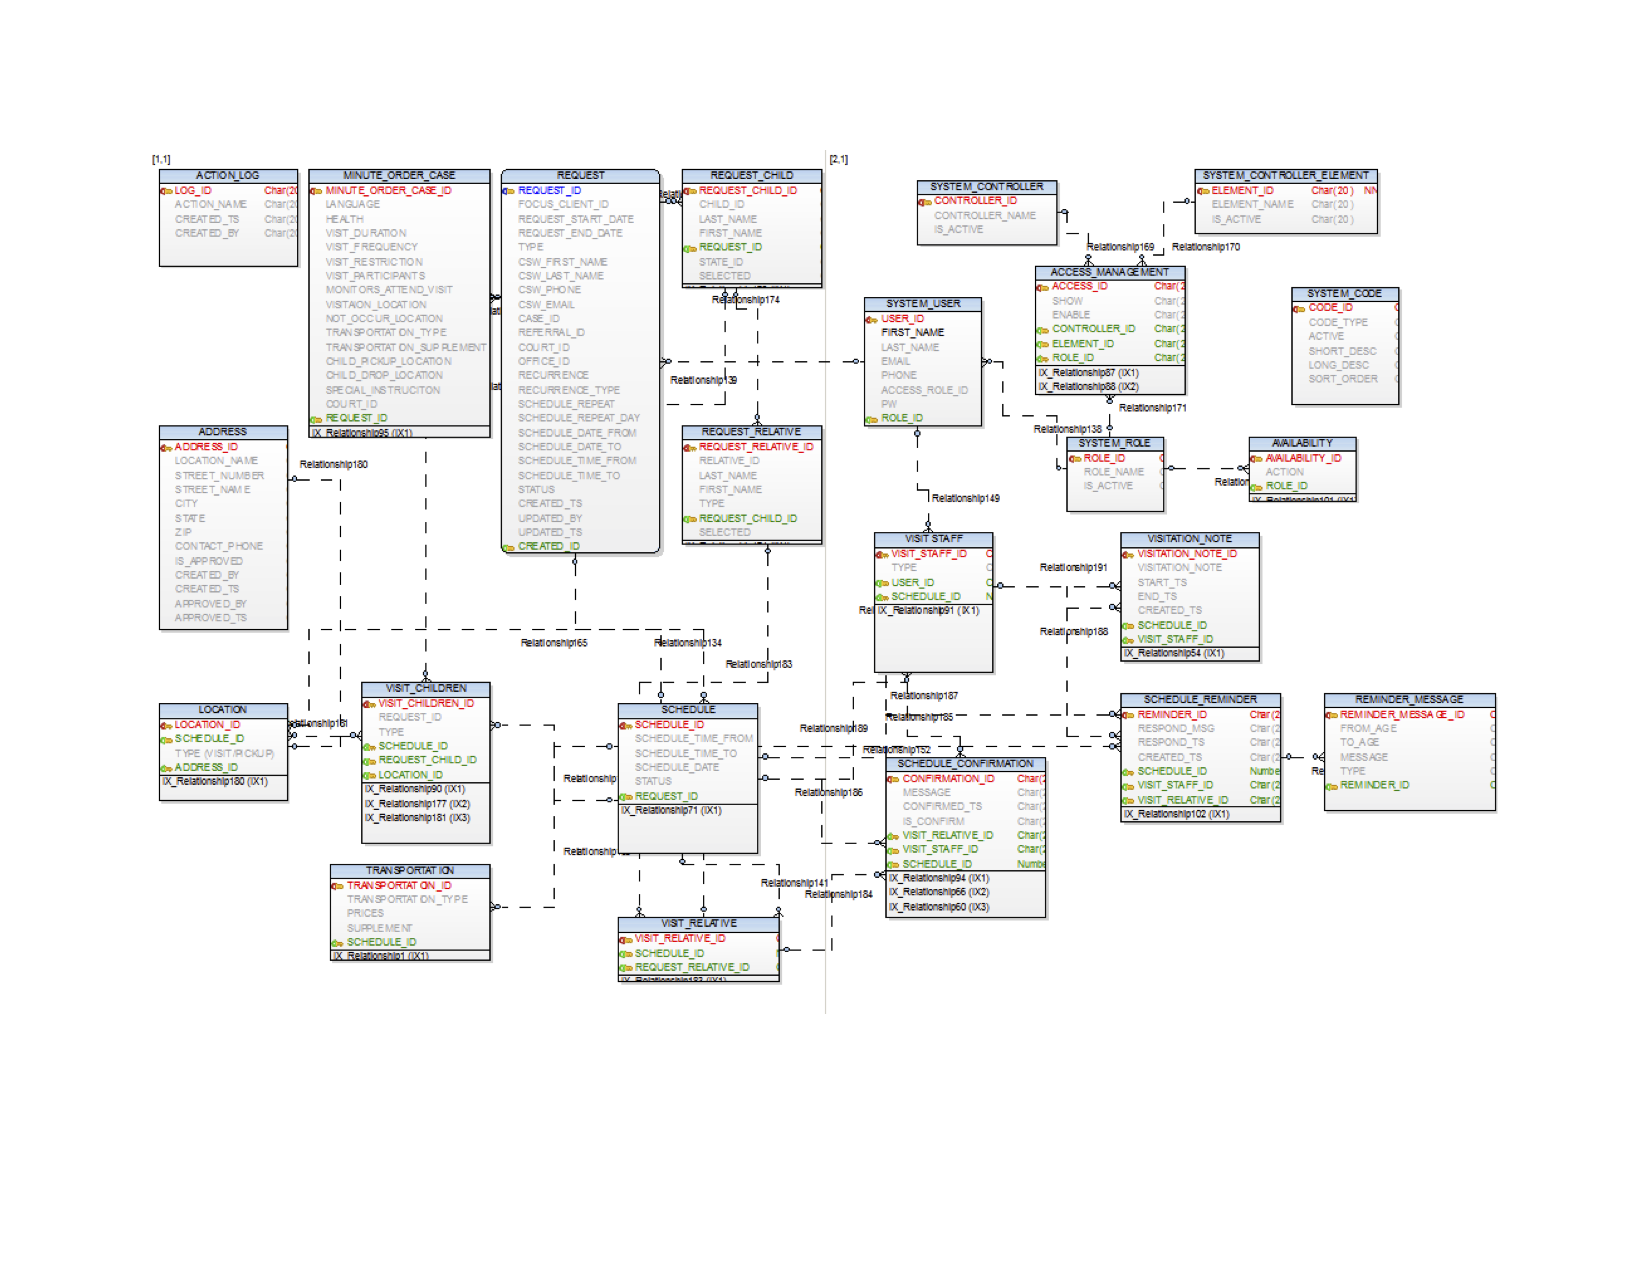 [1,1]
[2,1]
ACTION_LOG
LOG_ID Char(20
ACTION_NAME Char(20
CREATED_TS Char(20
CREATED_BY Char(20
MINUTE_ORDER_CASE
MINUTE_ORDER_CASE_ID
LANGUAGE
HEALTH
VISIT_DURATION
VISIT_FREQUENCY
VISIT_RESTRICTION
VISIT_PARTICIPANTS
MONITORS_ATTEND_VISIT
VISITAION_LOCATION
NOT_OCCUR_LOCATION
TRANSPORTATION_TYPE
TRANSPORTATION_SUPPLEMENT
CHILD_PICKUP_LOCATION
CHILD_DROP_LOCATION
SPECIAL_INSTRUCITON
COURT_ID
REQUEST_ID
IX_Relationship95 (IX1)
REQUEST
REQUEST_ID
FOCUS_CLIENT_ID
REQUEST_START_DATE
REQUEST_END_DATE
TYPE
CSW_FIRST_NAME
CSW_LAST_NAME
CSW_PHONE
CSW_EMAIL
CASE_ID
REFERRAL_ID
COURT_ID
OFFICE_ID
RECURRENCE
RECURRENCE_TYPE
SCHEDULE_REPEAT
SCHEDULE_REPEAT_DAY
SCHEDULE_DATE_FROM
SCHEDULE_DATE_TO
SCHEDULE_TIME_FROM
SCHEDULE_TIME_TO
STATUS
CREATED_TS
UPDATED_BY
UPDATED_TS
CREATED_ID
REQUEST_CHILD
REQUEST_CHILD_ID
CHILD_ID
LAST_NAME
FIRST_NAME
REQUEST_ID
STATE_ID
SELECTED
Relationship174
Relationship139
SYSTEM_CONTROLLER
CONTROLLER_ID
CONTROLLER_NAME
IS_ACTIVE
SYSTEM_CONTROLLER_ELEMENT
ELEMENT_ID Char(20 ) NN
ELEMENT_NAME Char(20 )
IS_ACTIVE Char(20 )
Relationship169
Relationship170
ACCESS_MANAGEMENT
ACCESS_ID Char(2
SHOW Char(2
ENABLE Char(2
CONTROLLER_ID Char(2
ELEMENT_ID Char(2
ROLE_ID Char(2
IX_Relationship87 (IX1)
IX_Relationship88 (IX2)
SYSTEM_USER
USER_ID
FIRST_NAME
LAST_NAME
EMAIL
PHONE
ACCESS_ROLE_ID
PW
ROLE_ID
SYSTEM_CODE
CODE_ID
CODE_TYPE
ACTIVE
SHORT_DESC
LONG_DESC
SORT_ORDER
Relationship171
Relationship138
SYSTEM_ROLE
ROLE_ID
ROLE_NAME
IS_ACTIVE
Relation
AVAILABILITY
AVAILABILITY_ID
ACTION
ROLE_ID
IX_Relationship101 (IX1)
ADDRESS
ADDRESS_ID
LOCATION_NAME
STREET_NUMBER
STREET_NAME
CITY
STATE
ZIP
CONTACT_PHONE
IS_APPROVED
CREATED_BY
CREATED_TS
APPROVED_BY
APPROVED_TS
Relationship180
REQUEST_RELATIVE
REQUEST_RELATIVE_ID
RELATIVE_ID
LAST_NAME
FIRST_NAME
TYPE
REQUEST_CHILD_ID
SELECTED
Relationship149
VISIT STAFF
VISIT_STAFF_ID C
TYPE C
USER_ID C
SCHEDULE_ID N
Rel
IX_Relationship91 (IX1)
Relationship191
Relationship188
VISITATION_NOTE
VISITATION_NOTE_ID
VISITATION_NOTE
START_TS
END_TS
CREATED_TS
SCHEDULE_ID
VISIT_STAFF_ID
IX_Relationship54 (IX1)
Relationship165
Relationship134
Relationship183
Relationship187
Relationship185
Relationship189
Relationship152
Relationship186
LOCATION
LOCATION_ID
SCHEDULE_ID
TYPE (VISIT/PICKUP)
ADDRESS_ID
IX_Relationship180 (IX1)
VISIT_CHILDREN
VISIT_CHILDREN_ID
REQUEST_ID
TYPE
SCHEDULE_ID
REQUEST_CHILD_ID
LOCATION_ID
IX_Relationship90 (IX1)
IX_Relationship177 (IX2)
IX_Relationship181 (IX3)
Relationship
Relationship
SCHEDULE
SCHEDULE_ID
SCHEDULE_TIME_FROM
SCHEDULE_TIME_TO
SCHEDULE_DATE
STATUS
REQUEST_ID
IX_Relationship71 (IX1)
SCHEDULE_CONFIRMATION
CONFIRMATION_ID Char(2
MESSAGE Char(2
CONFIRMED_TS Char(2
IS_CONFIRM Char(2
VISIT_RELATIVE_ID Char(2
VISIT_STAFF_ID Char(2
SCHEDULE_ID Numbe
IX_Relationship94 (IX1)
IX_Relationship66 (IX2)
IX_Relationship60 (IX3)
SCHEDULE_REMINDER
REMINDER_ID Char(2
RESPOND_MSG Char(2
RESPOND_TS Char(2
CREATED_TS Char(2
SCHEDULE_ID Numbe
VISIT_STAFF_ID Char(2
VISIT_RELATIVE_ID Char(2
IX_Relationship102 (IX1)
Re
REMINDER_MESSAGE
REMINDER_MESSAGE_ID C
FROM_AGE C
TO_AGE C
MESSAGE C
TYPE C
REMINDER_ID C
TRANSPORTATION
TRANSPORTATION_ID
TRANSPORTATION_TYPE
PRICES
SUPPLEMENT
SCHEDULE_ID
IX_Relationship1 (IX1)
Relationship141
Relationship184
VISIT_RELATIVE
VISIT_RELATIVE_ID
SCHEDULE_ID
REQUEST_RELATIVE_ID